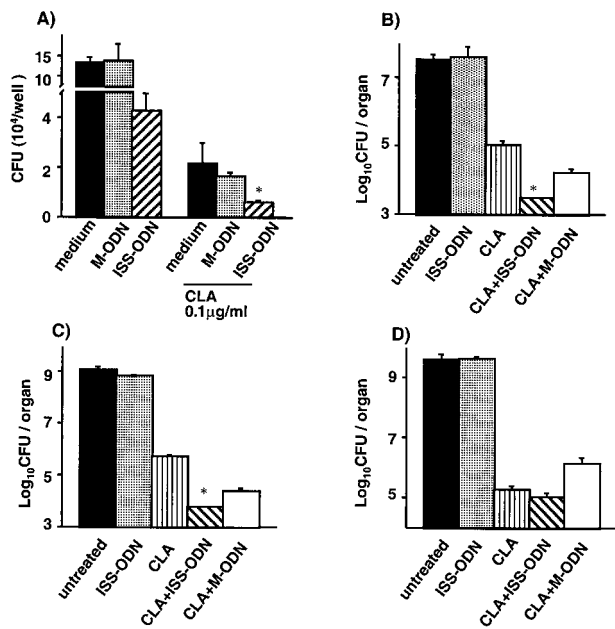 A)
CFU (10⁴/well)
15
10
4
2
0
*
medium
M-ODN
ISS-ODN
medium
M-ODN
ISS-ODN
CLA
0.1µg/ml
B)
Log₁₀CFU / organ
7
5
3
*
untreated
ISS-ODN
CLA
CLA+ISS-ODN
CLA+M-ODN
C)
Log₁₀CFU / organ
9
7
5
3
*
untreated
ISS-ODN
CLA
CLA+ISS-ODN
CLA+M-ODN
D)
Log₁₀CFU / organ
9
7
5
untreated
ISS-ODN
CLA
CLA+ISS-ODN
CLA+M-ODN